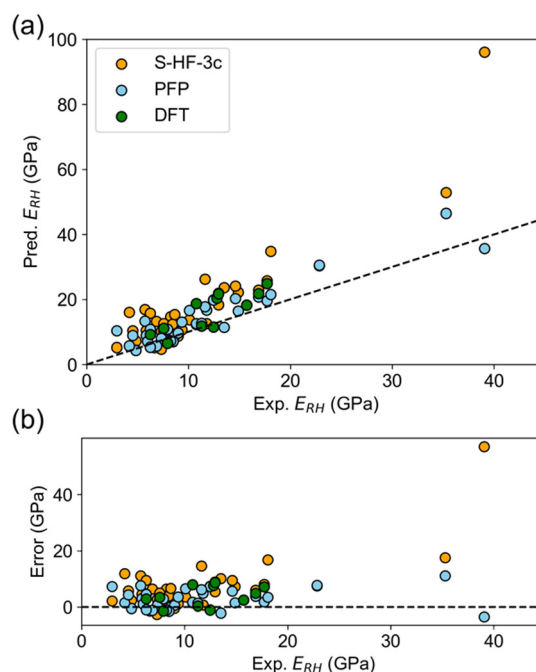 (a)
100
80
60
40
20
0
Pred. E_RH (GPa)
S-HF-3c
PFP
DFT
0 10 20 30 40
Exp. E_RH (GPa)
(b)
40
20
0
Error (GPa)
0 10 20 30 40
Exp. E_RH (GPa)